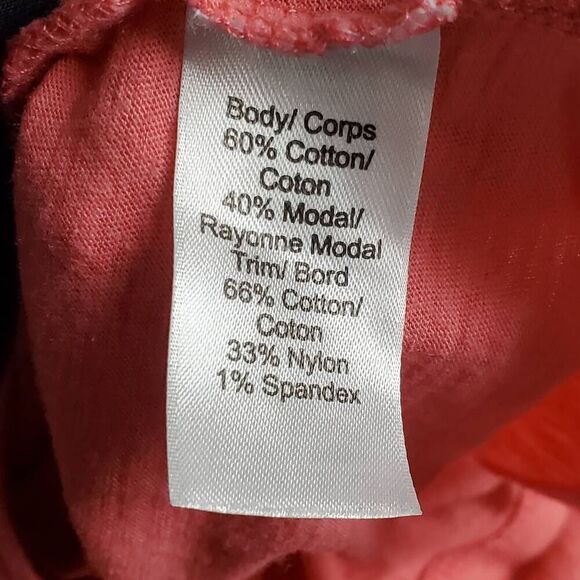 Body/ Corps
60% Cotton/
Coton
40% Modal/
Rayonne Modal
Trim/ Bord
66% Cotton/
Coton
33% Nylon
1% Spandex